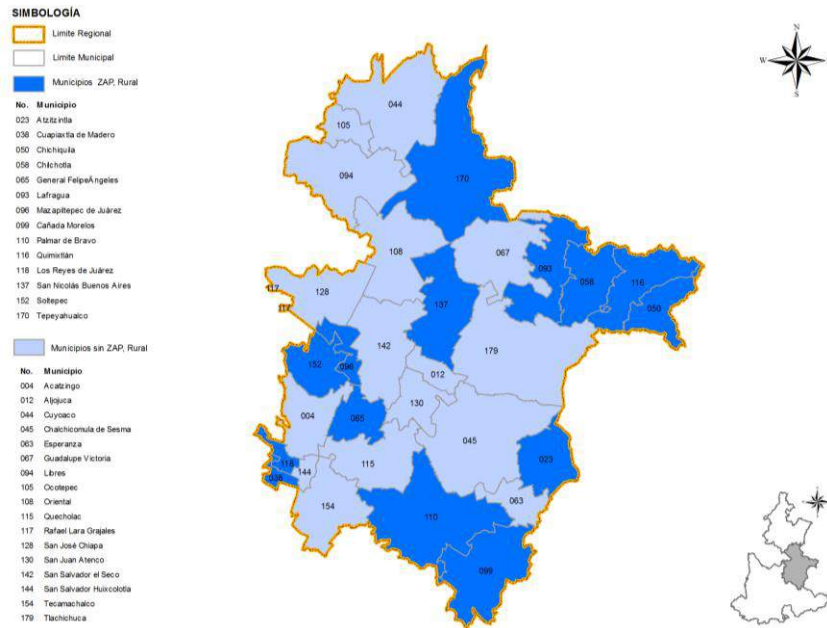 SIMBOLOGÍA
Limite Regional
Limite Municipal
Municipios ZAP, Rural
No. Municipio
023 Atzitzintla
038 Cuapiaxtla de Madero
050 Chichiquila
058 Chilchotla
065 General FelipeÁngeles
093 Lafragua
096 Mazapiltepec de Juárez
099 Cañada Morelos
110 Palmar de Bravo
116 Quimixtlán
118 Los Reyes de Juárez
137 San Nicolás Buenos Aires
152 Soltepec
170 Tepeyahualco
Municipios sin ZAP, Rural
No. Municipio
004 Acatzingo
012 Aljojuca
044 Cuyoaco
045 Chalchicomula de Sesma
063 Esperanza
067 Guadalupe Victoria
094 Libres
105 Ocotepec
108 Oriental
115 Quecholac
117 Rafael Lara Grajales
128 San José Chiapa
130 San Juan Atenco
142 San Salvador el Seco
144 San Salvador Huixcolotla
154 Tecamachalco
179 Tlachichuca
N
W
E
S
044
105
094
170
108
067
093
058
116
050
117
128
117
137
142
179
152
096
012
130
004
065
045
023
118
038
144
115
063
154
110
099